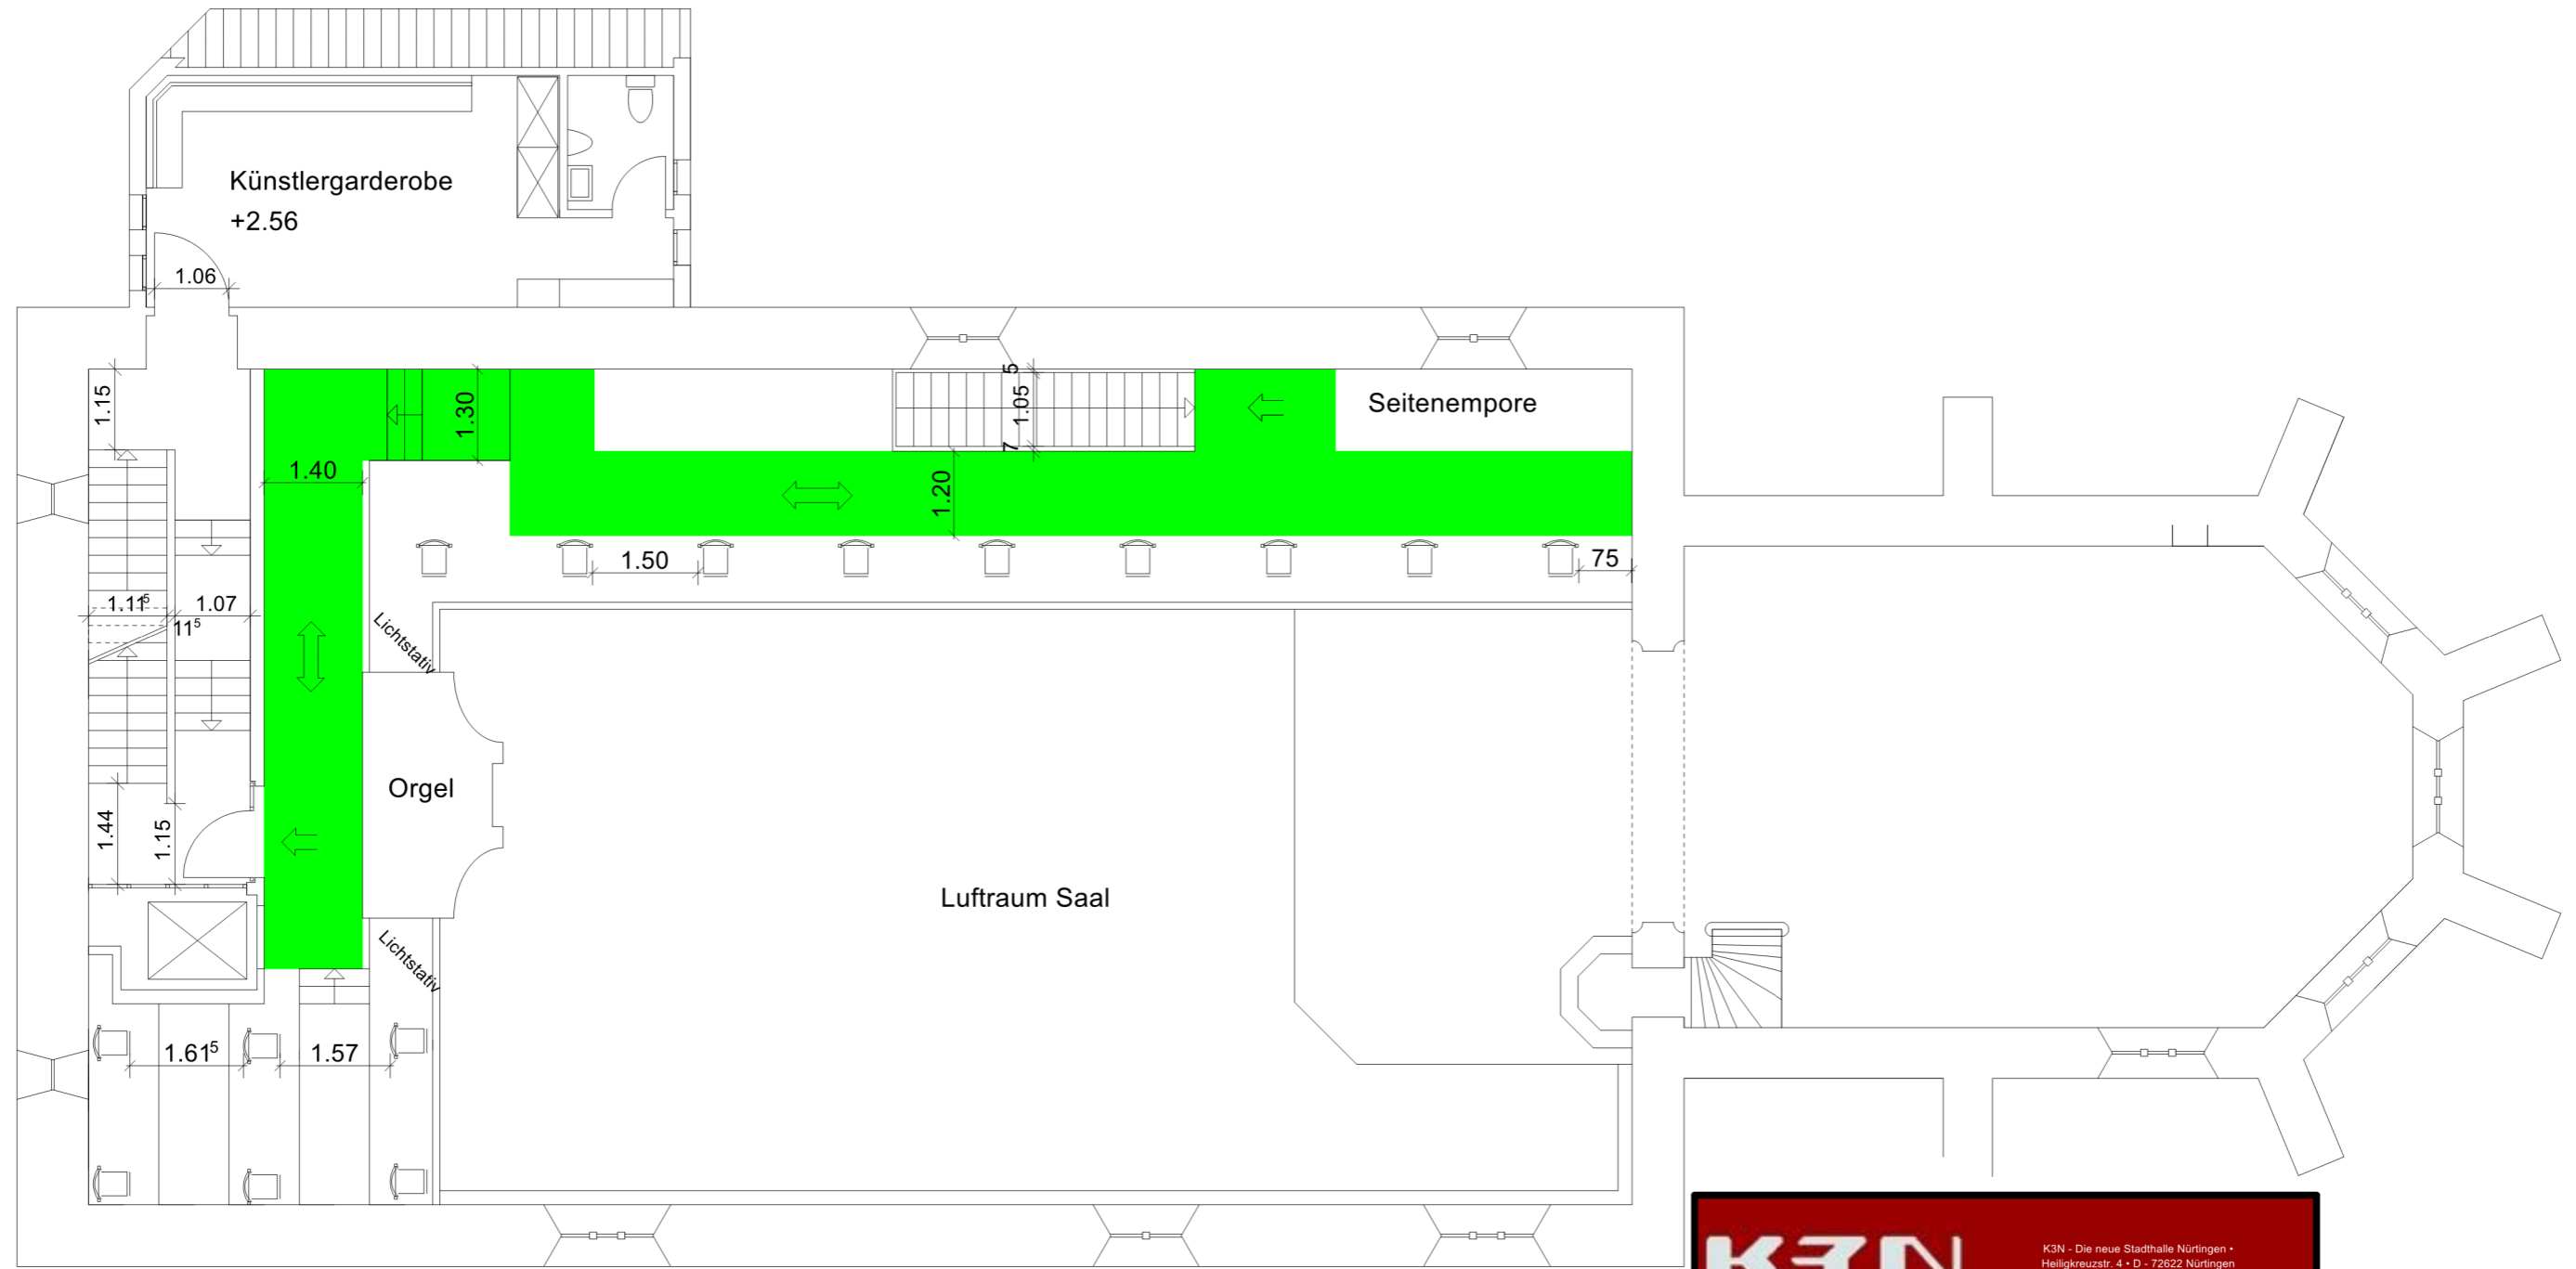 Künstlergarderobe
+2.56
1.06
1.15
1.30
5
1.05
7
Seitenempore
1.40
1.20
1.50
75
1.11⁵
1.07
11⁵
Lichtstativ
Orgel
1.44
1.15
Luftraum Saal
Lichtstativ
1.61⁵
1.57
K3N
K3N - Die neue Stadthalle Nürtingen •
Heiligkreuzstr. 4 • D - 72622 Nürtingen